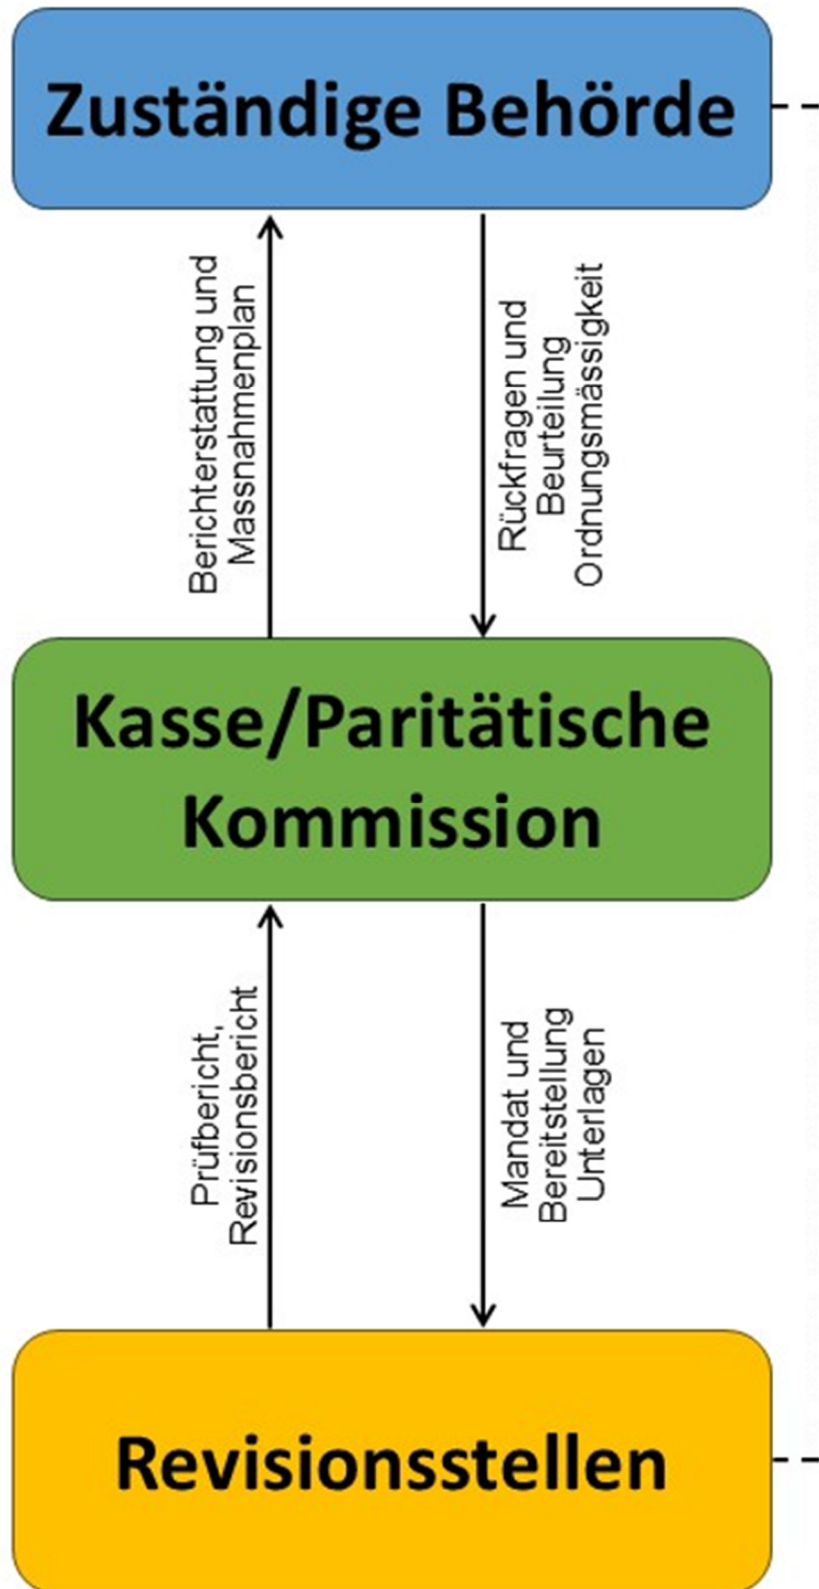 Zuständige Behörde
Berichterstattung und
Massnahmenplan
Rückfragen und
Beurteilung
Ordnungsmässigkeit
Kasse/Paritätische
Kommission
Prüfbericht,
Revisionsbericht
Mandat und
Bereitstellung
Unterlagen
Revisionsstellen